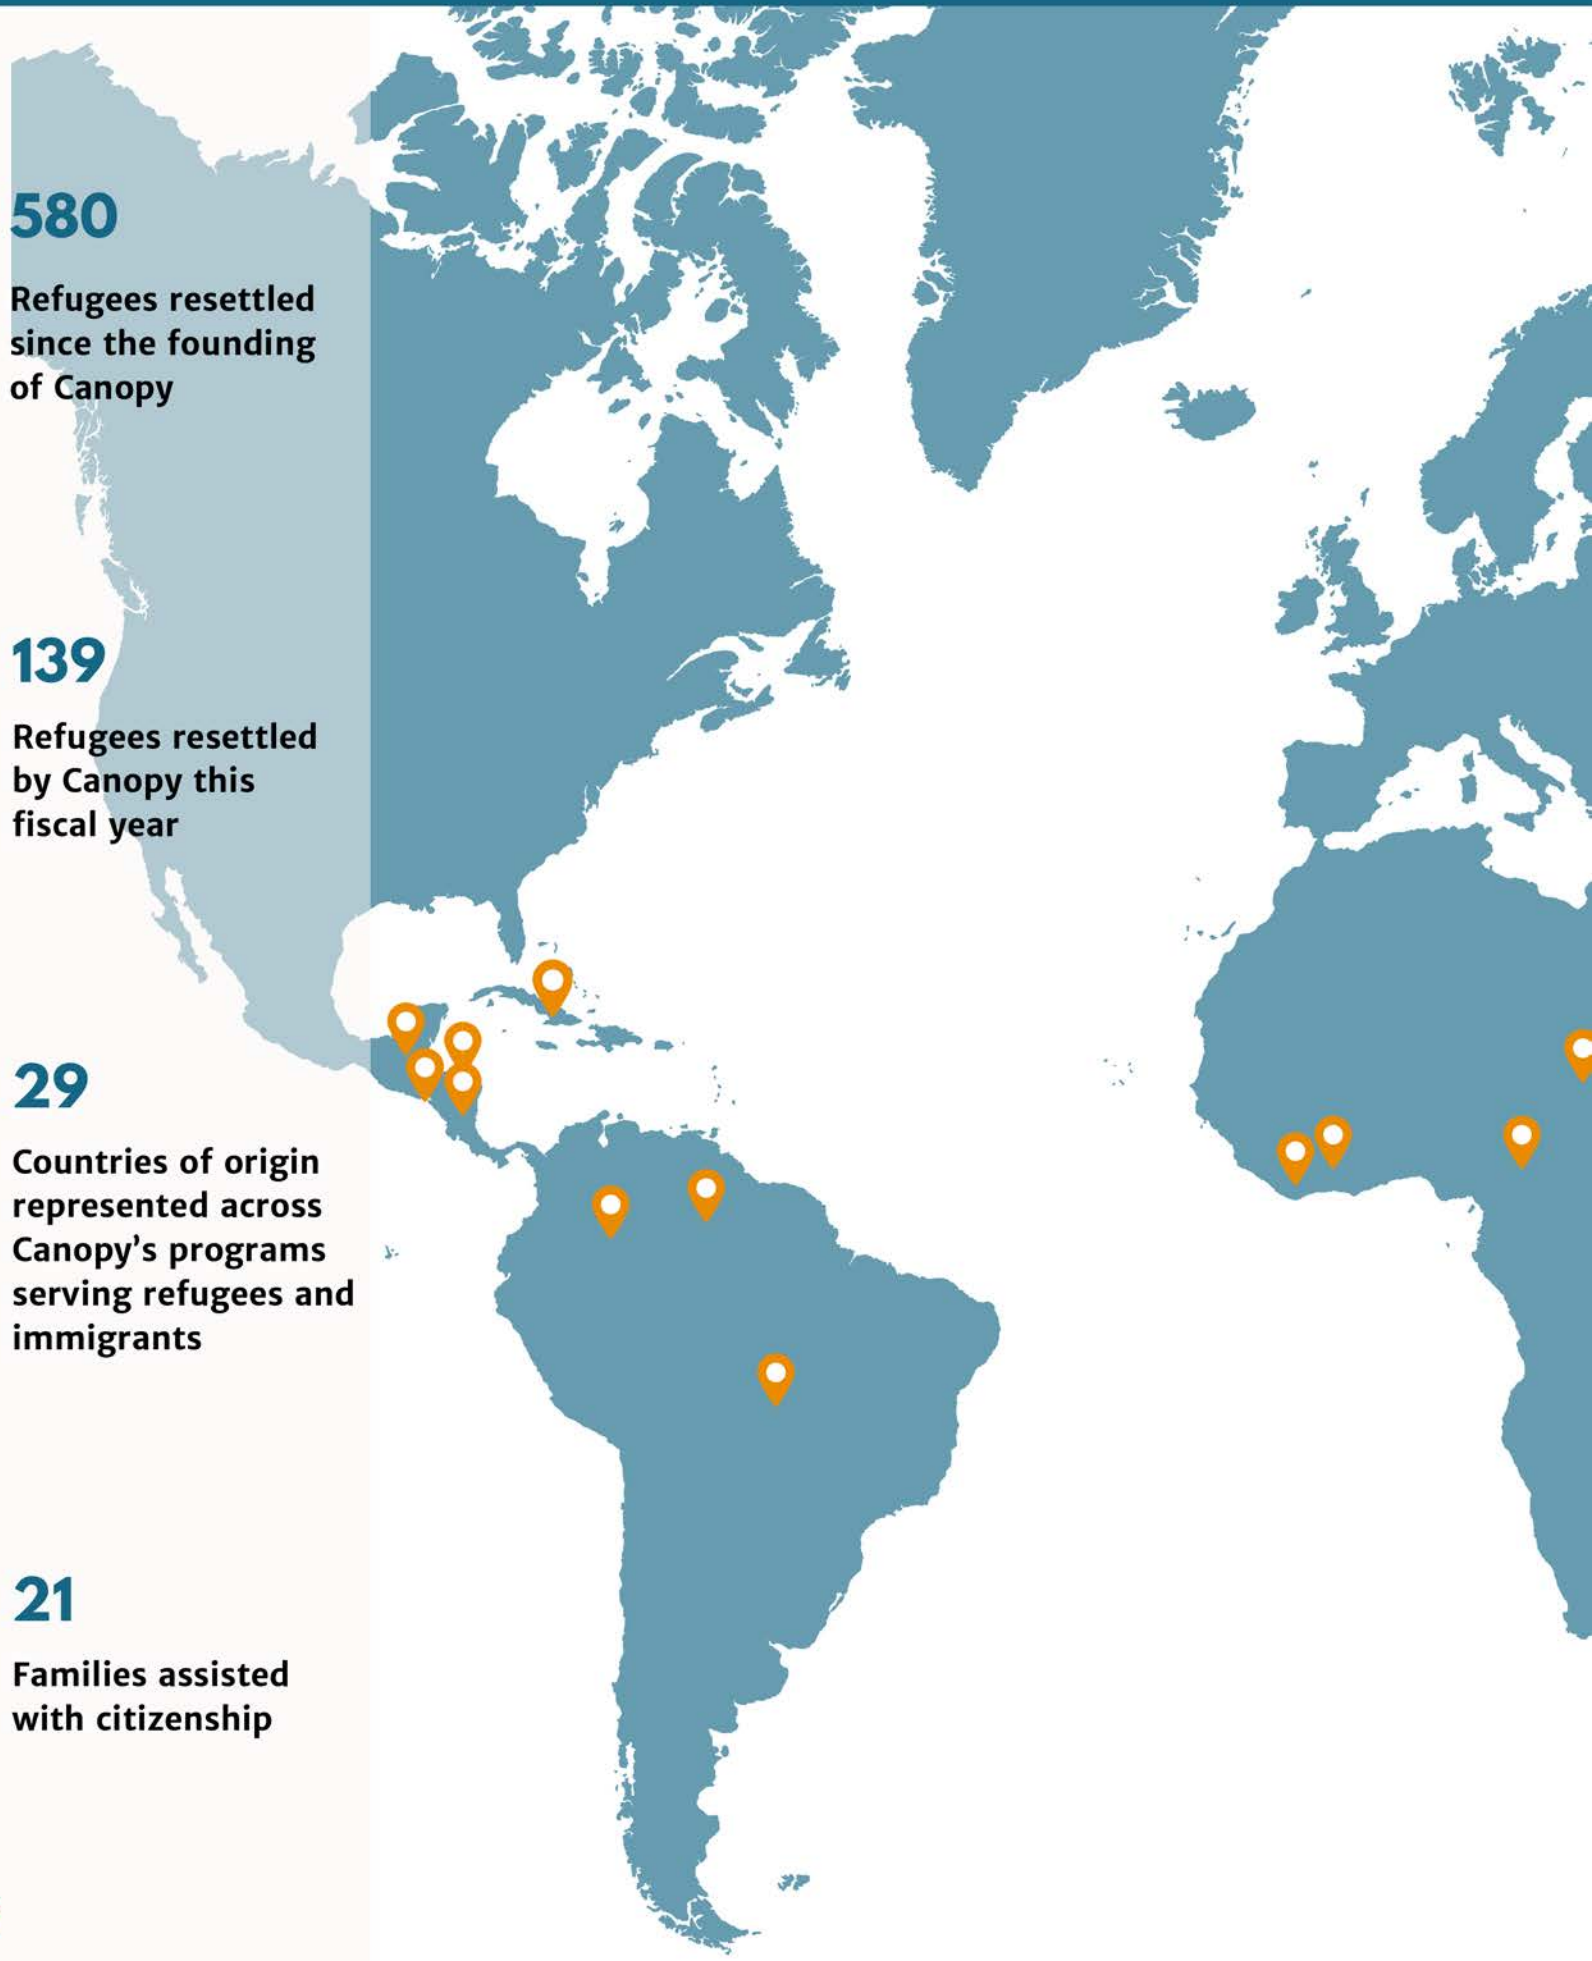 580
Refugees resettled
since the founding
of Canopy
139
Refugees resettled
by Canopy this
fiscal year
29
Countries of origin
represented across
Canopy’s programs
serving refugees and
immigrants
21
Families assisted
with citizenship